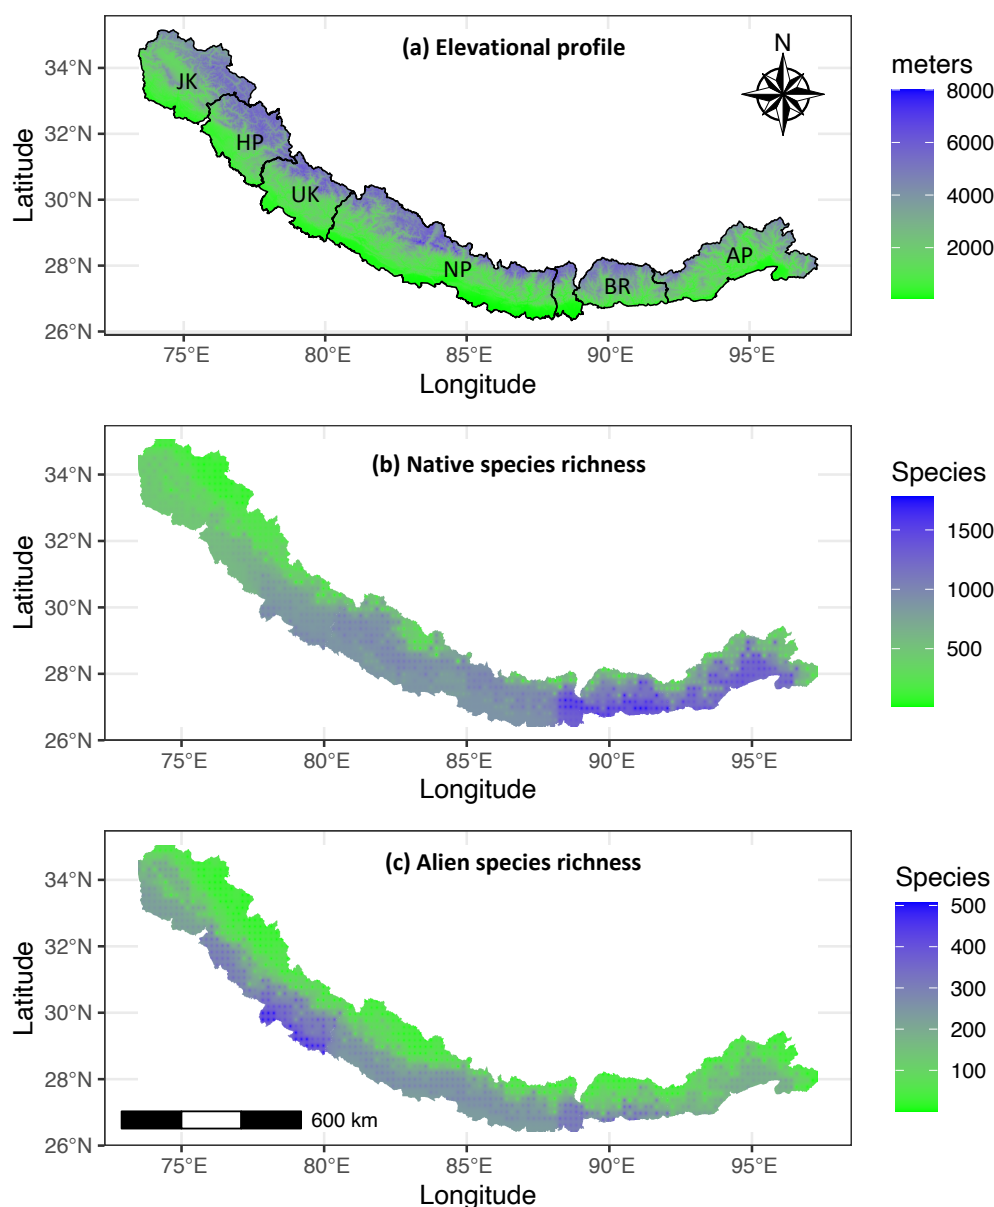 (a) Elevational profile
N
34°N
32°N
30°N
28°N
26°N
Latitude
JK
HP
UK
NP
BR
AP
75°E
80°E
85°E
90°E
95°E
Longitude
meters
8000
6000
4000
2000
(b) Native species richness
34°N
32°N
30°N
28°N
26°N
Latitude
75°E
80°E
85°E
90°E
95°E
Longitude
Species
1500
1000
500
(c) Alien species richness
34°N
32°N
30°N
28°N
26°N
Latitude
600 km
75°E
80°E
85°E
90°E
95°E
Longitude
Species
500
400
300
200
100